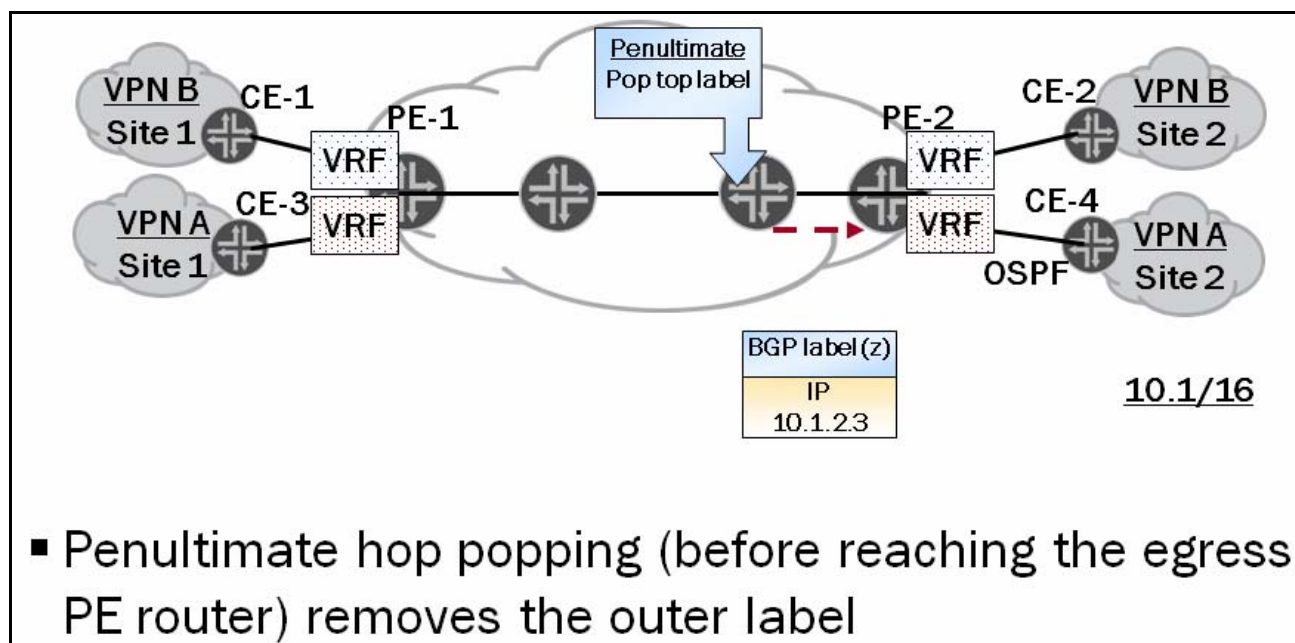 Penultimate
Pop top label
VPN B
Site 1
CE-1
PE-1
VRF
VRF
CE-3
VPN A
Site 1
PE-2
VRF
VRF
CE-2
VPN B
Site 2
CE-4
OSPF
VPN A
Site 2
BGP label (z)
IP
10.1.2.3
10.1/16
▪ Penultimate hop popping (before reaching the egress
PE router) removes the outer label